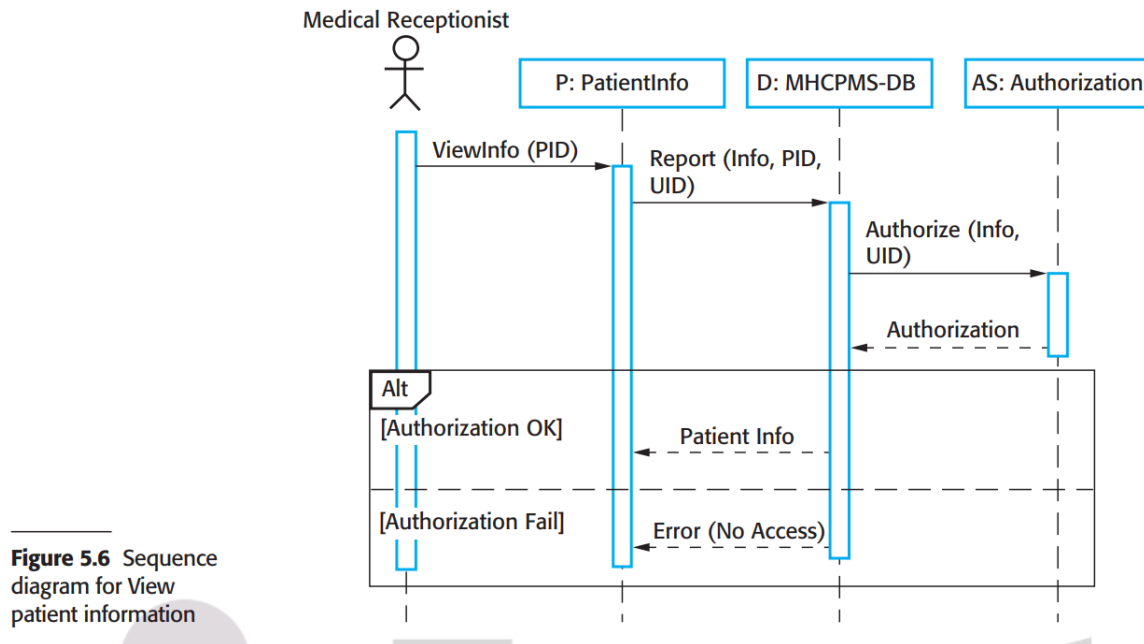 Medical Receptionist
P: PatientInfo
D: MHCPMS-DB
AS: Authorization
ViewInfo (PID)
Report (Info, PID,
UID)
Authorize (Info,
UID)
Authorization
Alt
[Authorization OK]
Patient Info
[Authorization Fail]
Error (No Access)
Figure 5.6 Sequence
diagram for View
patient information